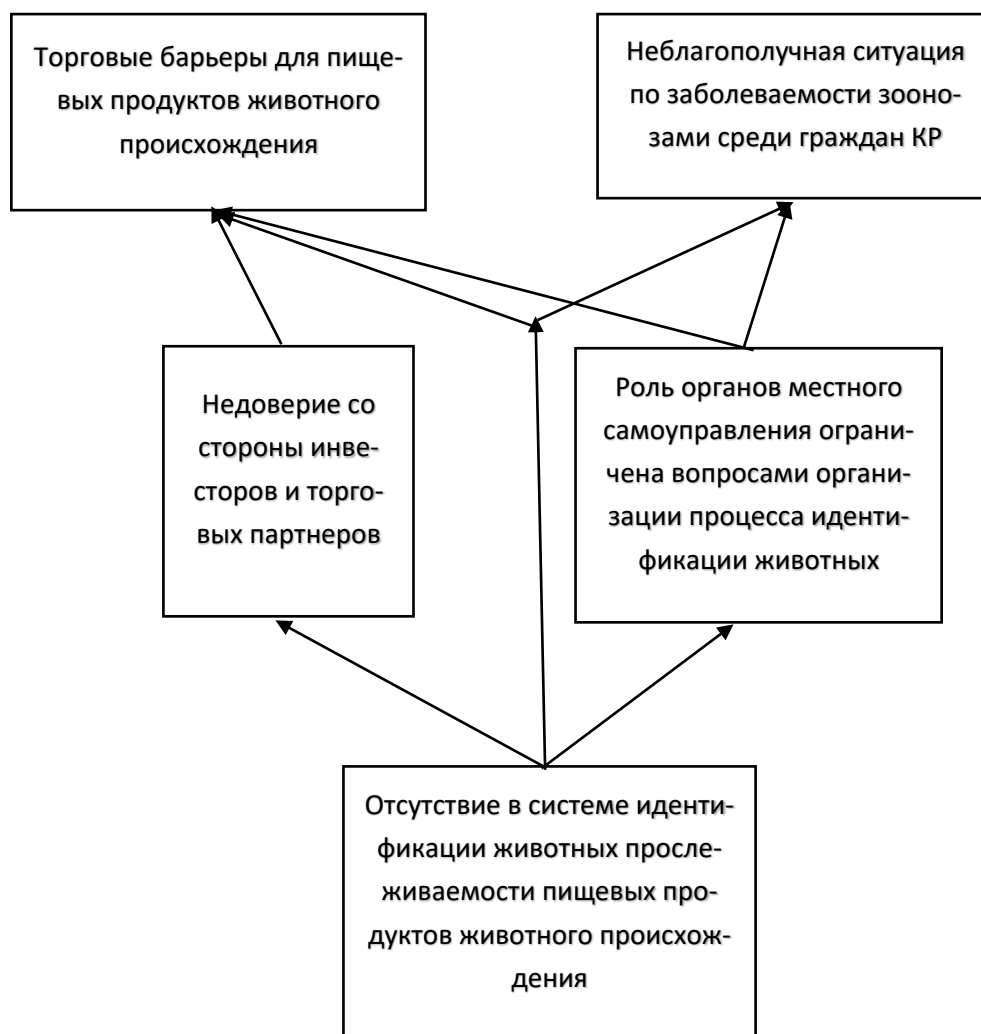 Торговые барьеры для пище-
вых продуктов животного
происхождения
Неблагополучная ситуация
по заболеваемости зооно-
зами среди граждан КР
Недоверие со
стороны инве-
сторов и торго-
вых партнеров
Роль органов местного
самоуправления ограни-
чена вопросами органи-
зации процесса иденти-
фикации животных
Отсутствие в системе иденти-
фикации животных просле-
живаемости пищевых про-
дуктов животного происхож-
дения